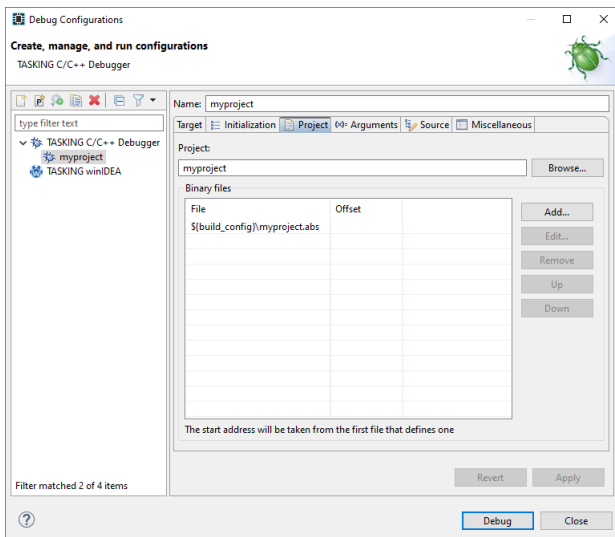 Debug Configurations
Create, manage, and run configurations
TASKING C/C++ Debugger
type filter text
TASKING C/C++ Debugger
myproject
TASKING winIDEA
Filter matched 2 of 4 items
Name: myproject
Target Initialization Project (x)= Arguments Source Miscellaneous
Project:
myproject Browse...
Binary files
File Offset
${build_config}\myproject.abs
Add...
Edit...
Remove
Up
Down
The start address will be taken from the first file that defines one
Revert Apply
Debug Close